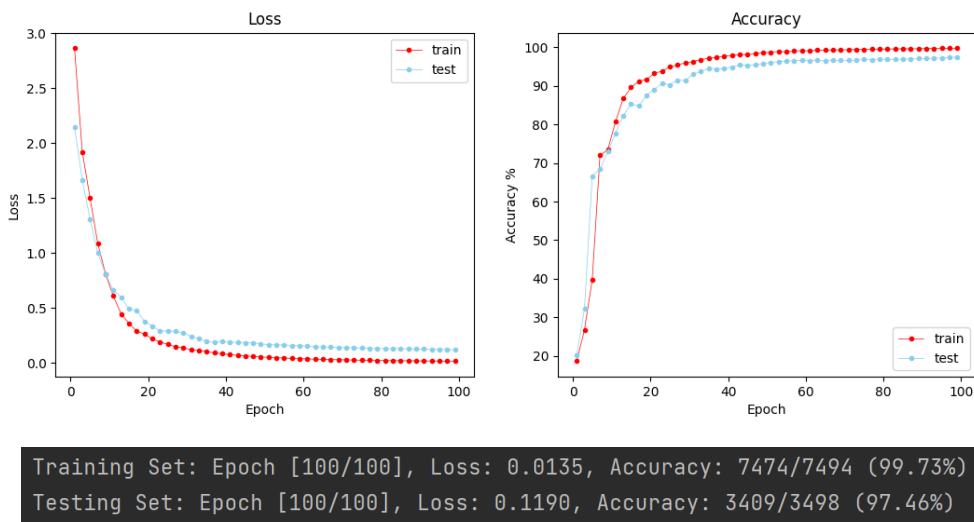 Loss
3.0
2.5
2.0
1.5
1.0
0.5
0.0
Loss
0
20
40
60
80
100
Epoch
train
test
Accuracy
100
90
80
70
60
50
40
30
20
Accuracy %
0
20
40
60
80
100
Epoch
train
test
Training Set: Epoch [100/100], Loss: 0.0135, Accuracy: 7474/7494 (99.73%)
Testing Set: Epoch [100/100], Loss: 0.1190, Accuracy: 3409/3498 (97.46%)